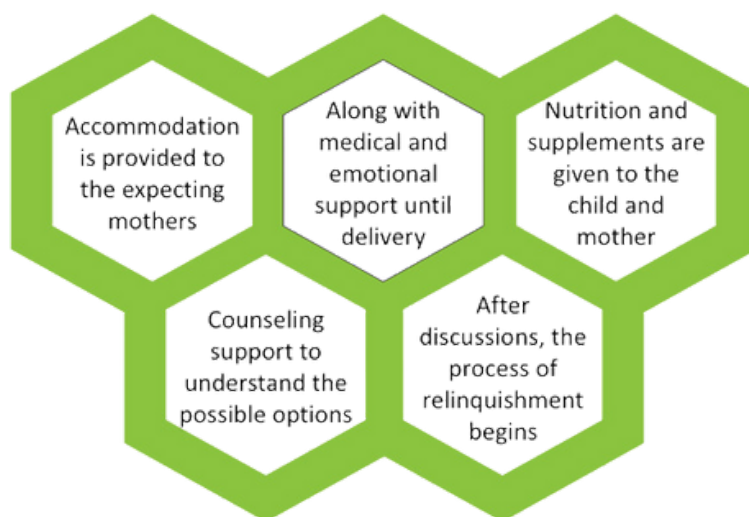 Accommodation
is provided to
the expecting
mothers
Along with
medical and
emotional
support until
delivery
Nutrition and
supplements are
given to the
child and
mother
Counseling
support to
understand the
possible options
After
discussions, the
process of
relinquishment
begins